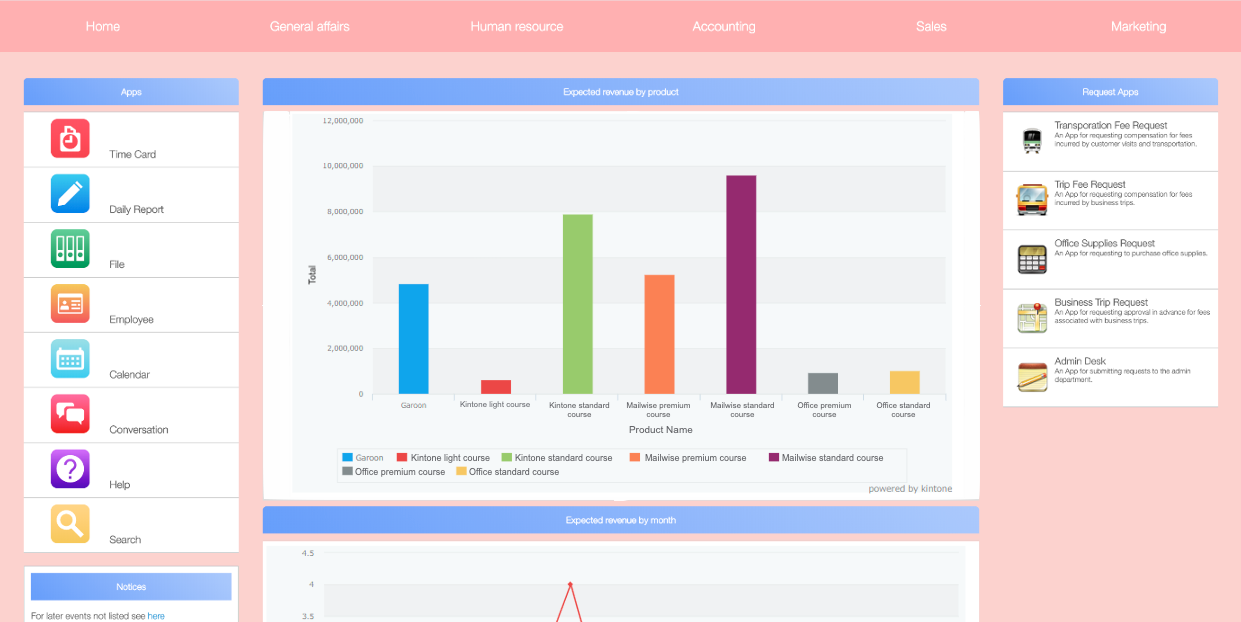 Home
General affairs
Human resource
Accounting
Sales
Marketing
Apps
Time Card
Daily Report
File
Employee
Calendar
Conversation
Help
Search
Notices
For later events not listed see here
Expected revenue by product
12,000,000
10,000,000
8,000,000
6,000,000
4,000,000
2,000,000
0
Total
Garoon
Kintone light course
Kintone standard
course
Mailwise premium
course
Mailwise standard
course
Office premium
course
Office standard
course
Product Name
Garoon Kintone light course Kintone standard course Mailwise premium course Mailwise standard course
Office premium course Office standard course
powered by kintone
Expected revenue by month
4.5
4
3.5
Request Apps
Transporation Fee Request
An App for requesting compensation for fees
incurred by customer visits and transportation.
Trip Fee Request
An App for requesting compensation for fees
incurred by business trips.
Office Supplies Request
An App for requesting to purchase office supplies.
Business Trip Request
An App for requesting approval in advance for fees
associated with business trips.
Admin Desk
An App for submitting requests to the admin
department.